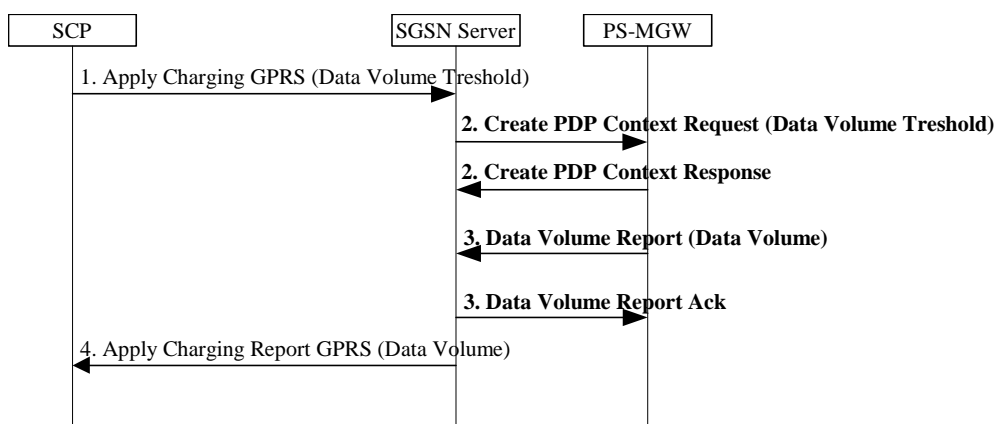 SCP
SGSN Server
PS-MGW
1. Apply Charging GPRS (Data Volume Treshold)
2. Create PDP Context Request (Data Volume Treshold)
2. Create PDP Context Response
3. Data Volume Report (Data Volume)
3. Data Volume Report Ack
4. Apply Charging Report GPRS (Data Volume)